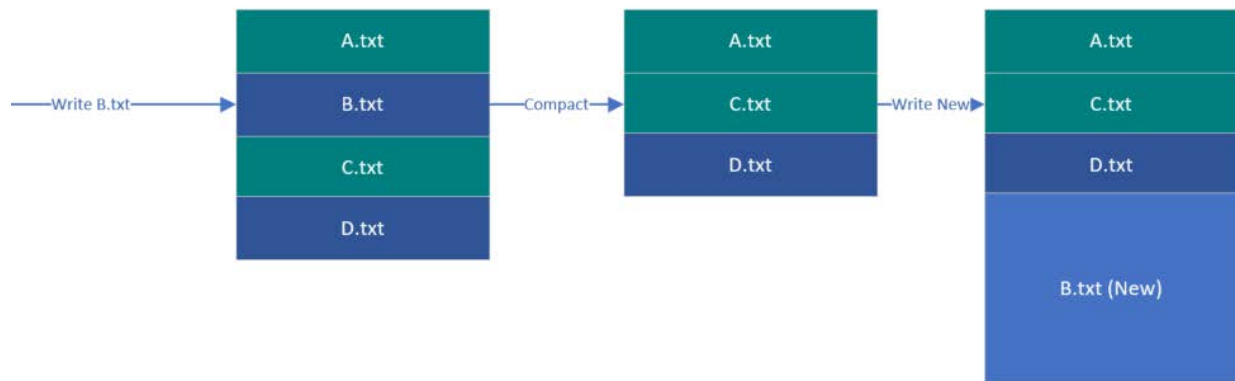 Write B.txt
A.txt
B.txt
C.txt
D.txt
Compact
A.txt
C.txt
D.txt
Write New
A.txt
C.txt
D.txt
B.txt (New)